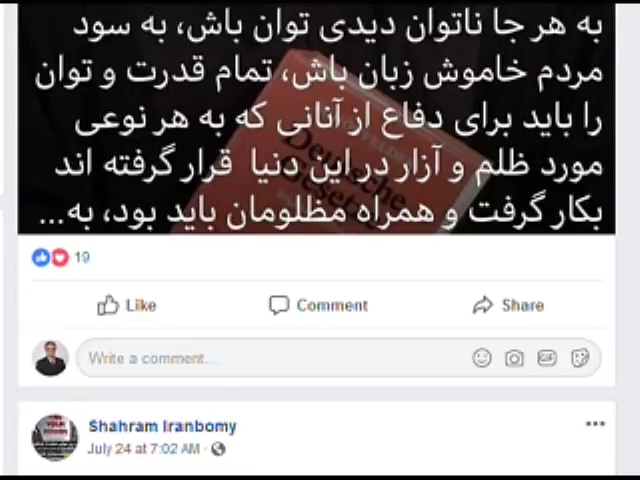 به هر جا ناتوان دیدی توان باش، به سود
مردم خاموش زبان باش، تمام قدرت و توان
را باید برای دفاع از آنانی که به هر نوعی
مورد ظلم و آزار در این دنیا قرار گرفته اند
بکار گرفت و همراه مظلومان باید بود، به...
Deutsche
19
Like Comment Share
Write a comment...
GIF
Shahram Iranbomy
July 24 at 7:02 AM ·